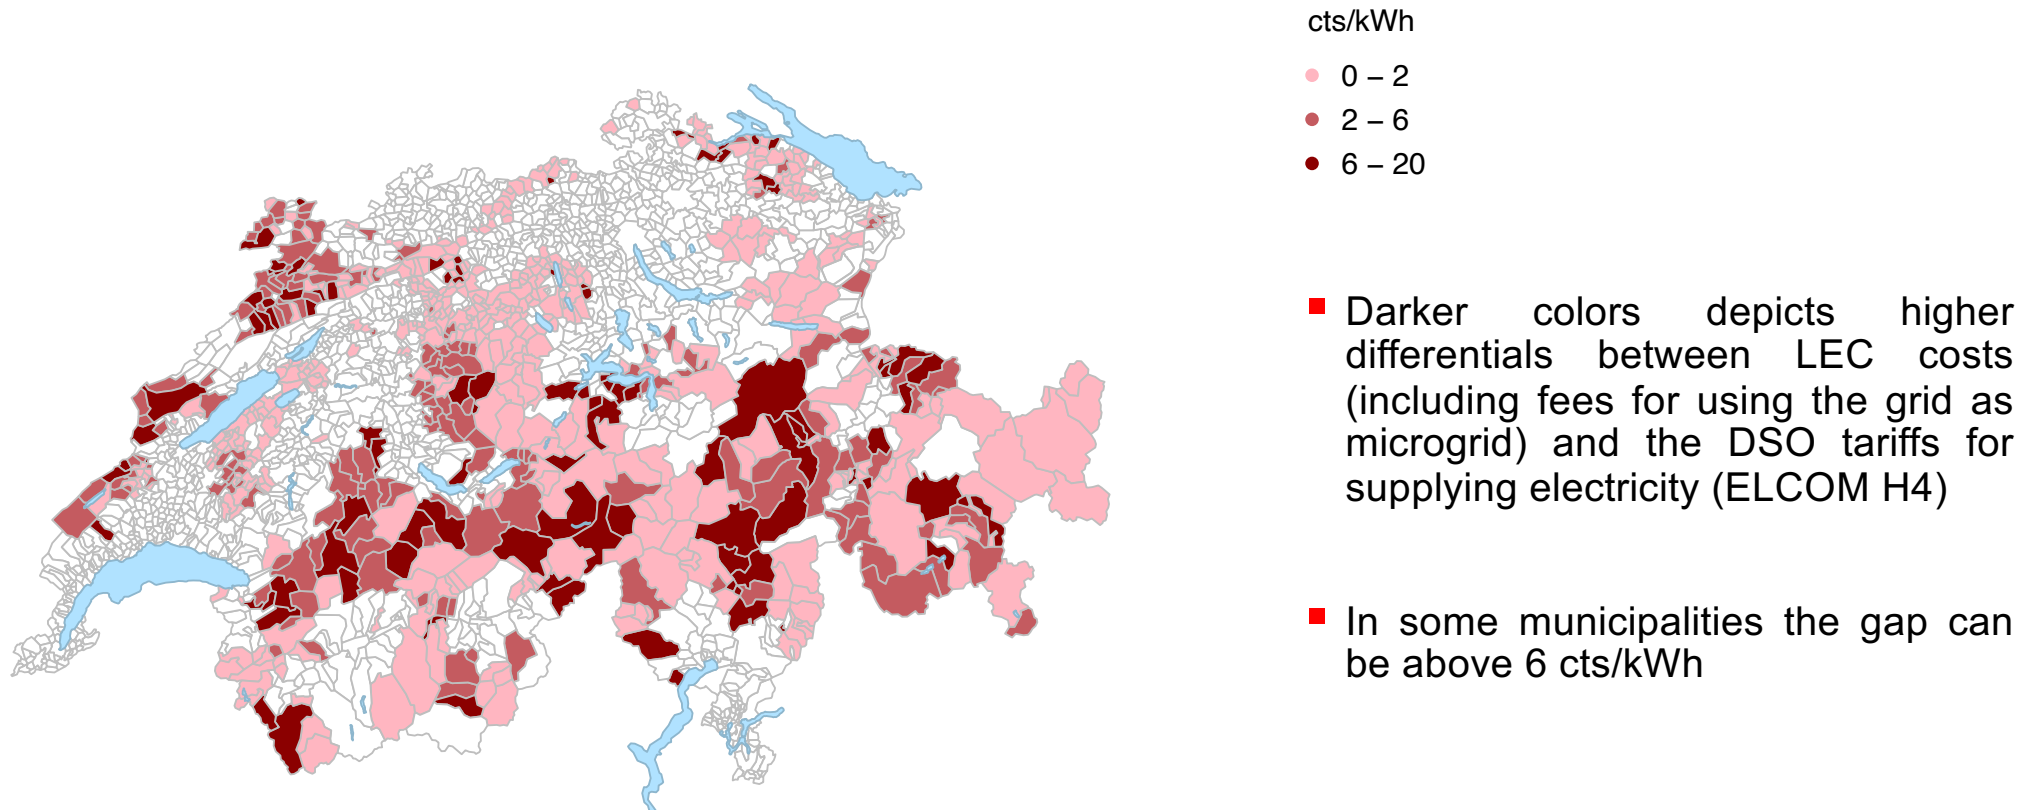 cts/kWh
0 – 2
2 – 6
6 – 20
Darker colors depicts higher
differentials between LEC costs
(including fees for using the grid as
microgrid) and the DSO tariffs for
supplying electricity (ELCOM H4)
In some municipalities the gap can
be above 6 cts/kWh